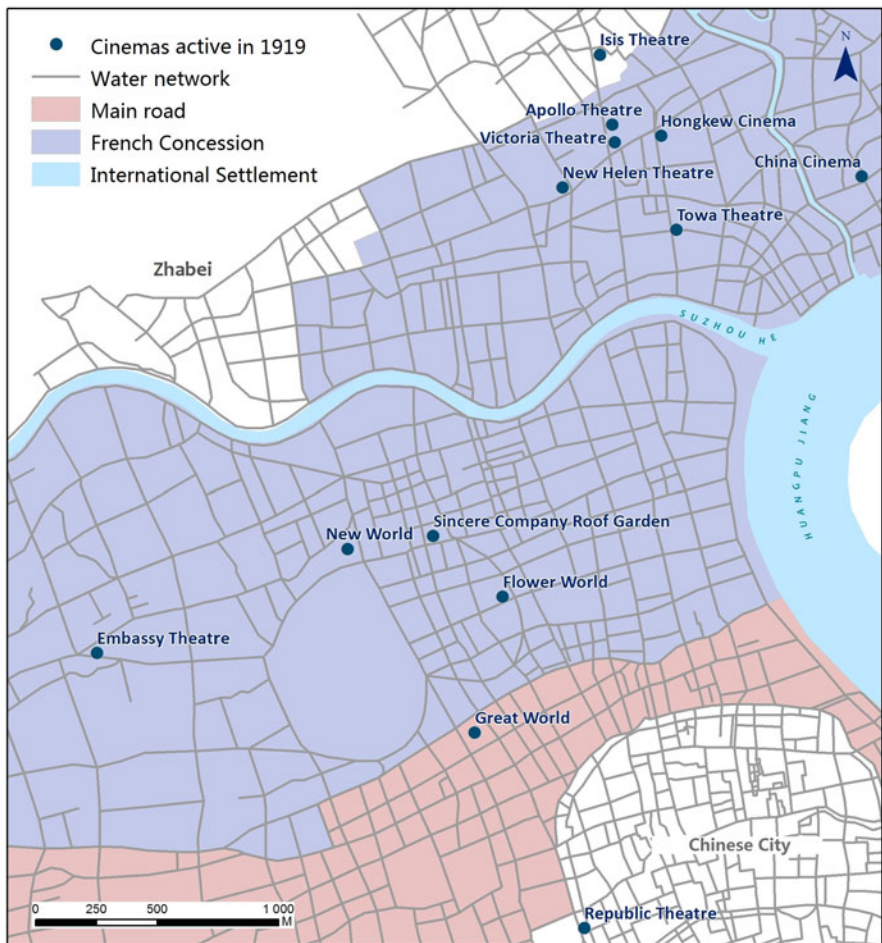 Cinemas active in 1919
Water network
Main road
French Concession
International Settlement
N
Isis Theatre
Apollo Theatre
Hongkew Cinema
Victoria Theatre
China Cinema
New Helen Theatre
Towa Theatre
Zhabei
SUZHOU HE
HUANGPU JIANG
Sincere Company Roof Garden
New World
Flower World
Embassy Theatre
Great World
Chinese City
0 250 500 1 000
M
Republic Theatre